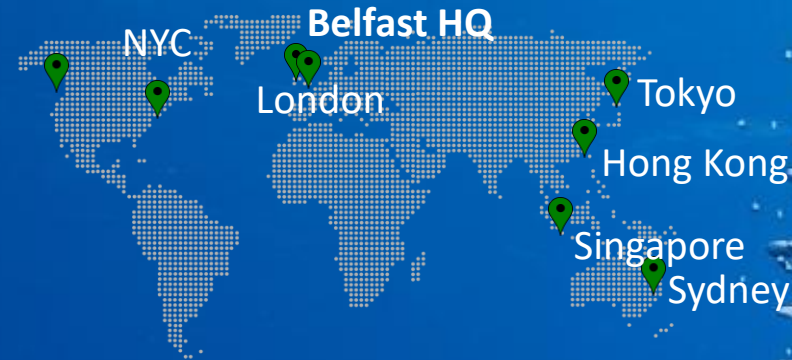 Belfast HQ
NYC
London
Tokyo
Hong Kong
Singapore
Sydney